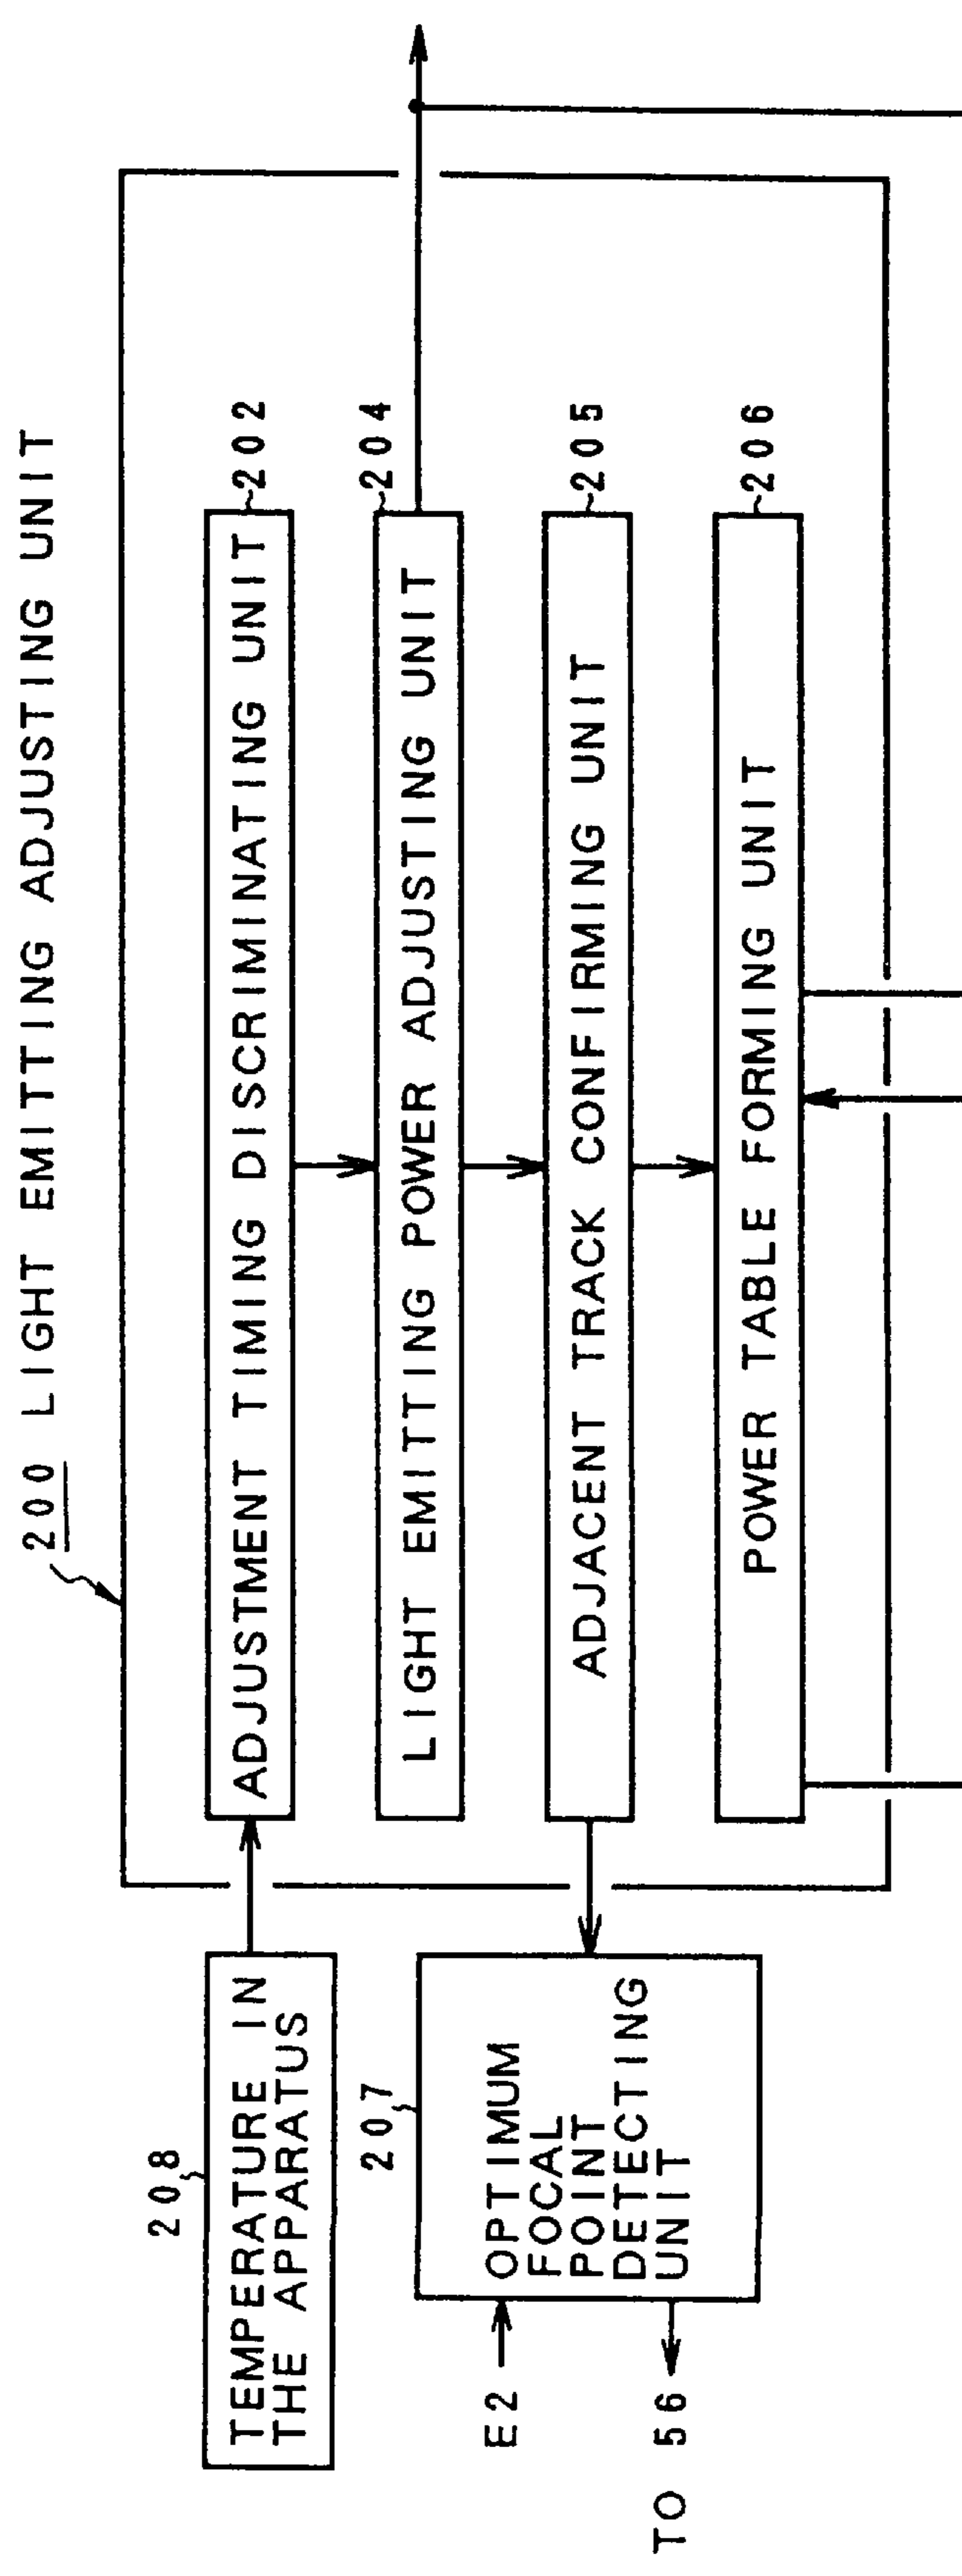 200 LIGHT EMITTING ADJUSTING UNIT
208
TEMPERATURE IN
THE APPARATUS
ADJUSTMENT TIMING DISCRIMINATING UNIT
202
LIGHT EMITTING POWER ADJUSTING UNIT
204
207
OPTIMUM
FOCAL
POINT
DETECTING
UNIT
E2
TO 56
ADJACENT TRACK CONFIRMING UNIT
205
POWER TABLE FORMING UNIT
206